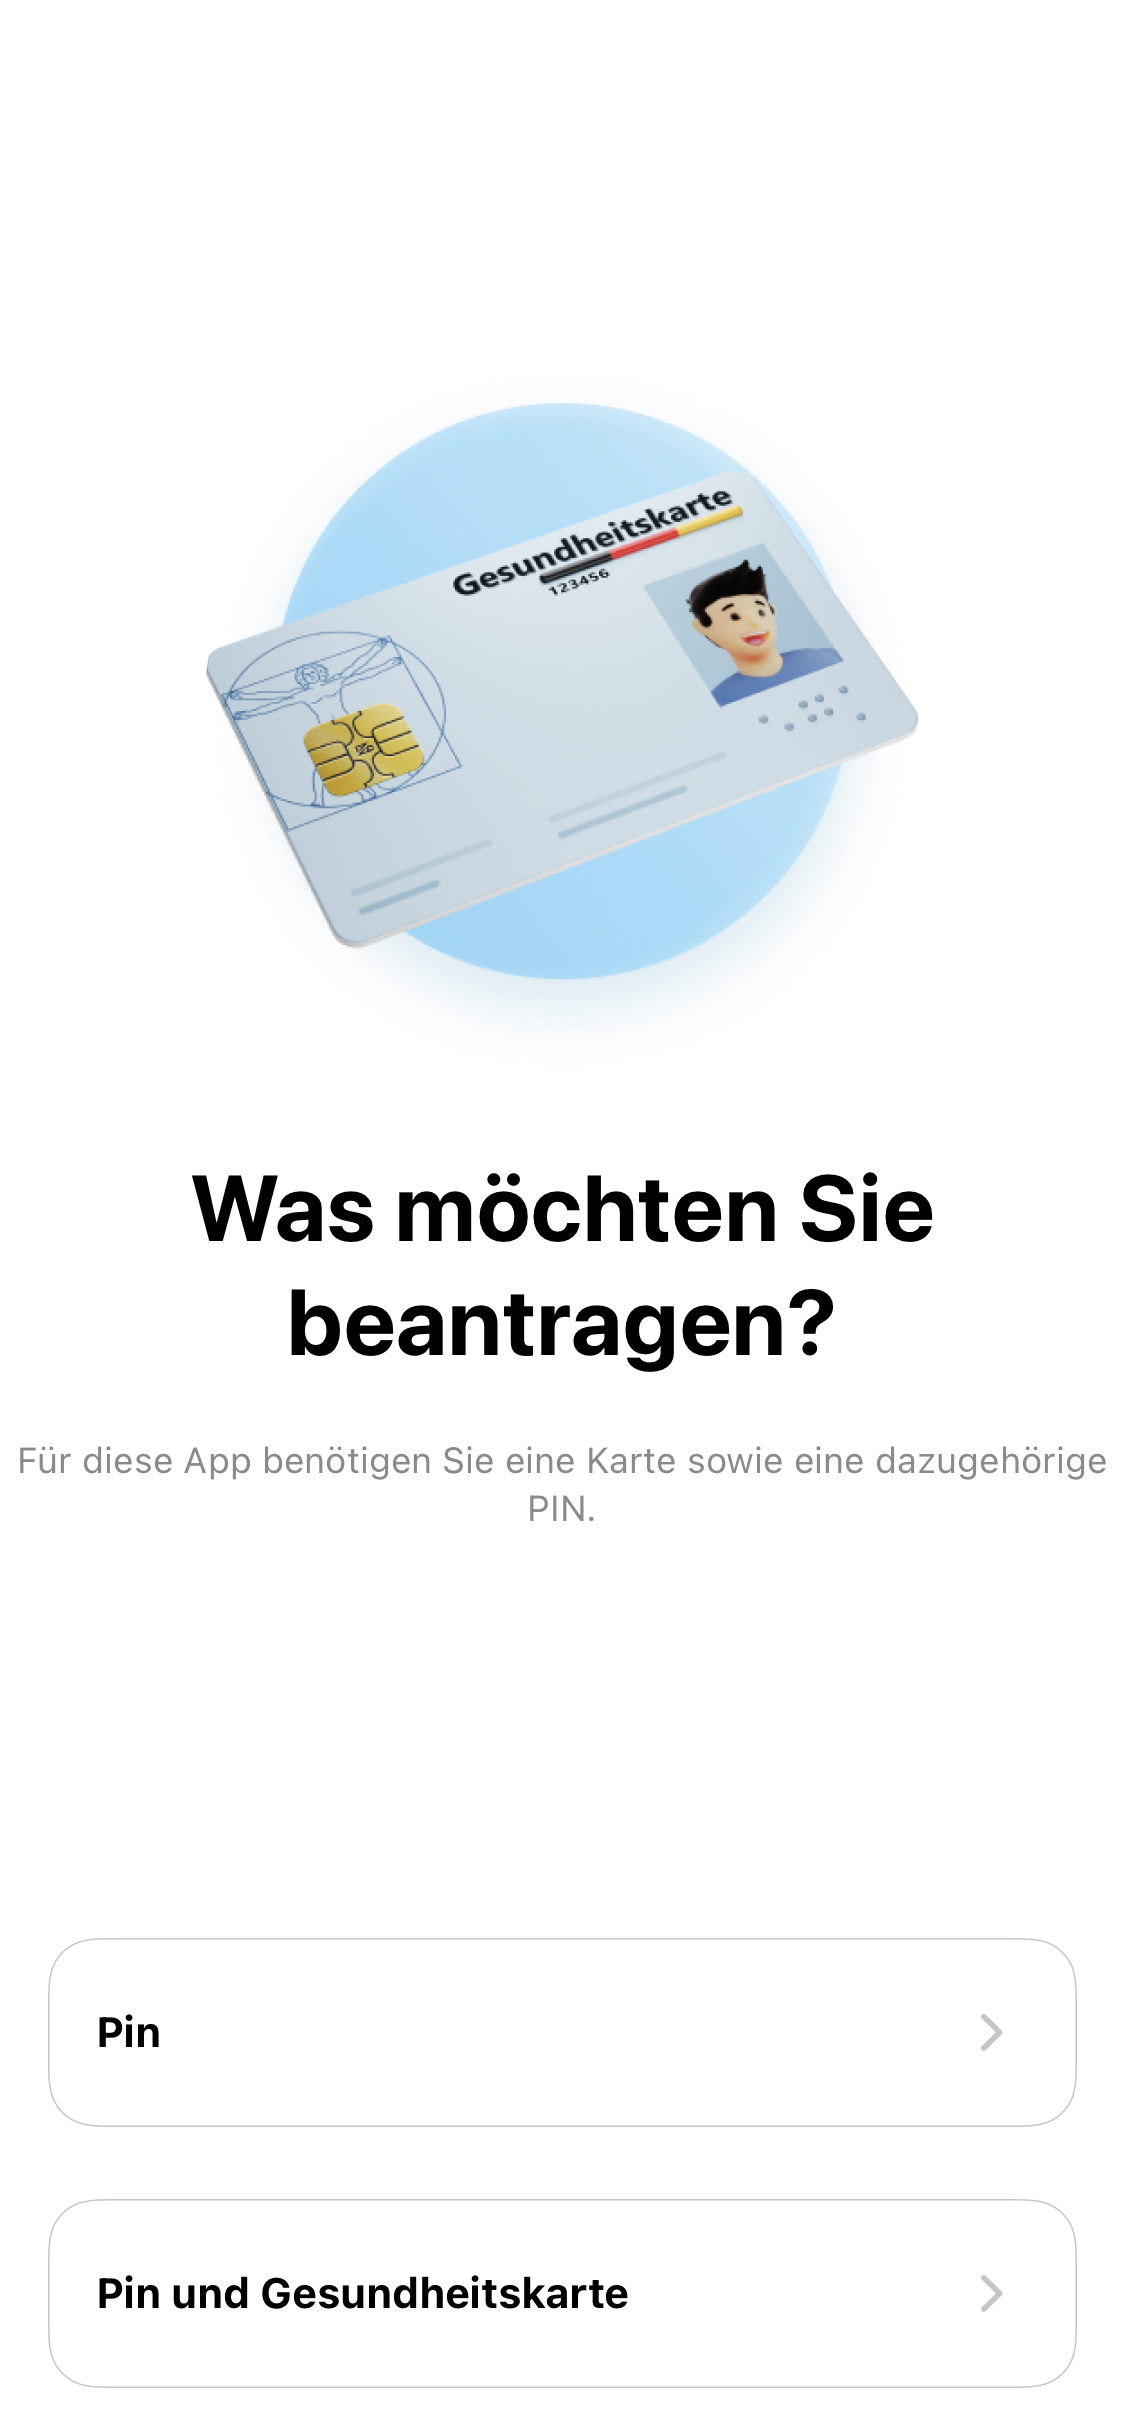 Gesundheitskarte
123456
Was möchten Sie
beantragen?
Für diese App benötigen Sie eine Karte sowie eine dazugehörige
PIN.
Pin
Pin und Gesundheitskarte